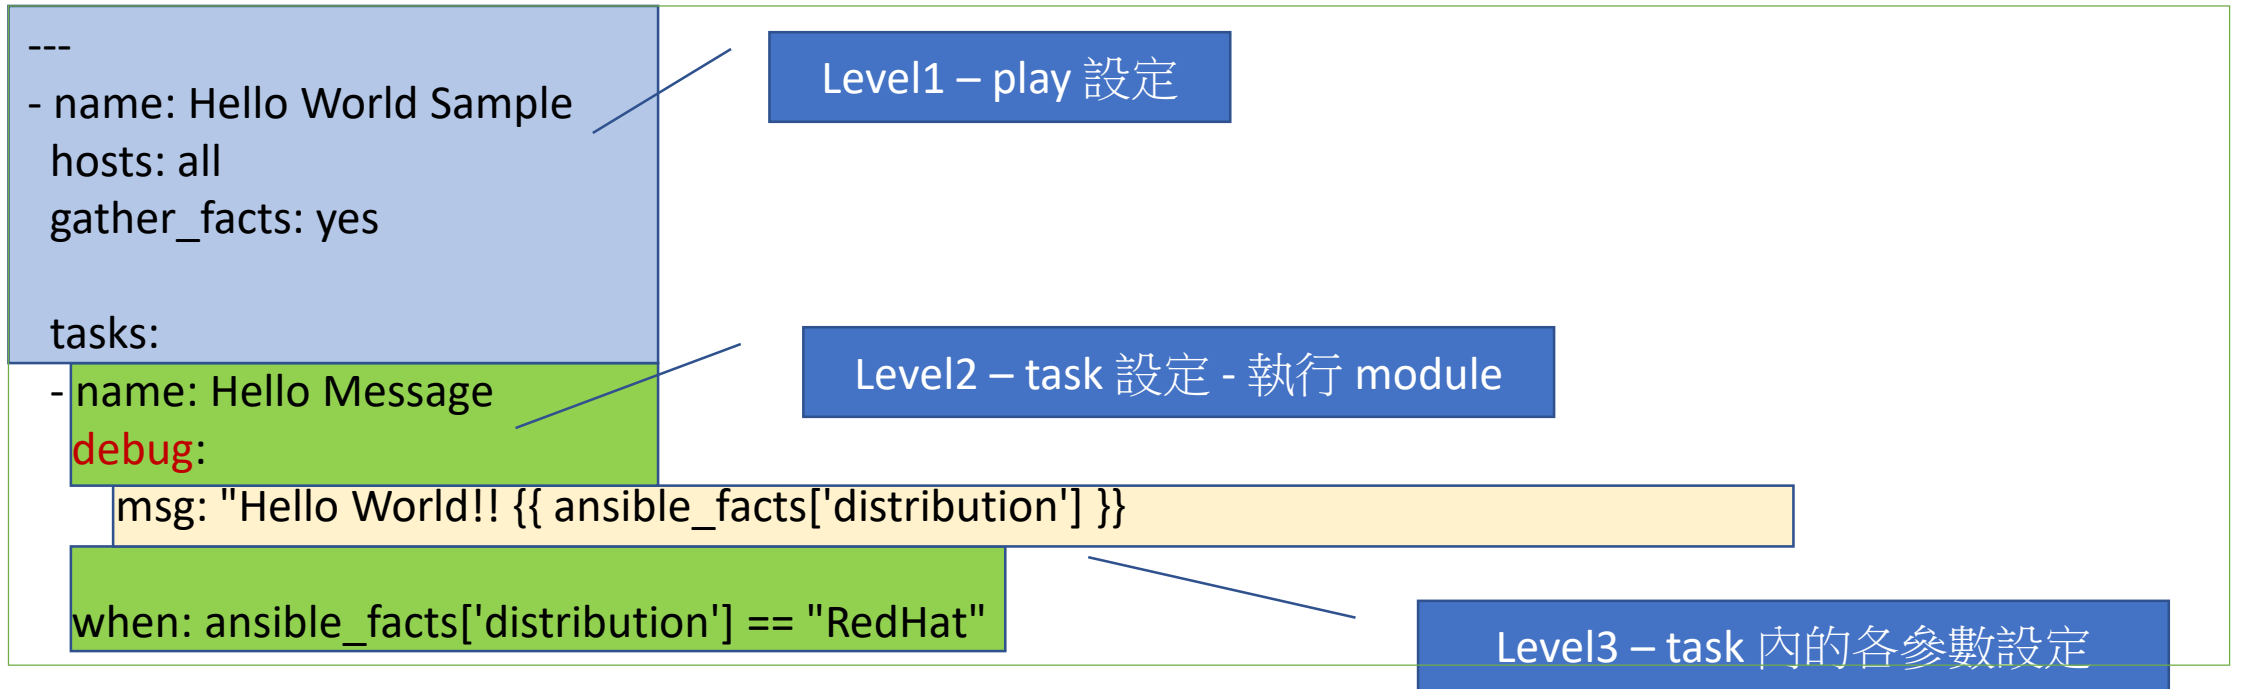 ---
- name: Hello World Sample
hosts: all
gather_facts: yes
tasks:
- name: Hello Message
debug:
msg: "Hello World!! {{ ansible_facts['distribution'] }}
when: ansible_facts['distribution'] == "RedHat"
Level1 – play 設定
Level2 – task 設定 - 執行 module
Level3 – task 內的各參數設定